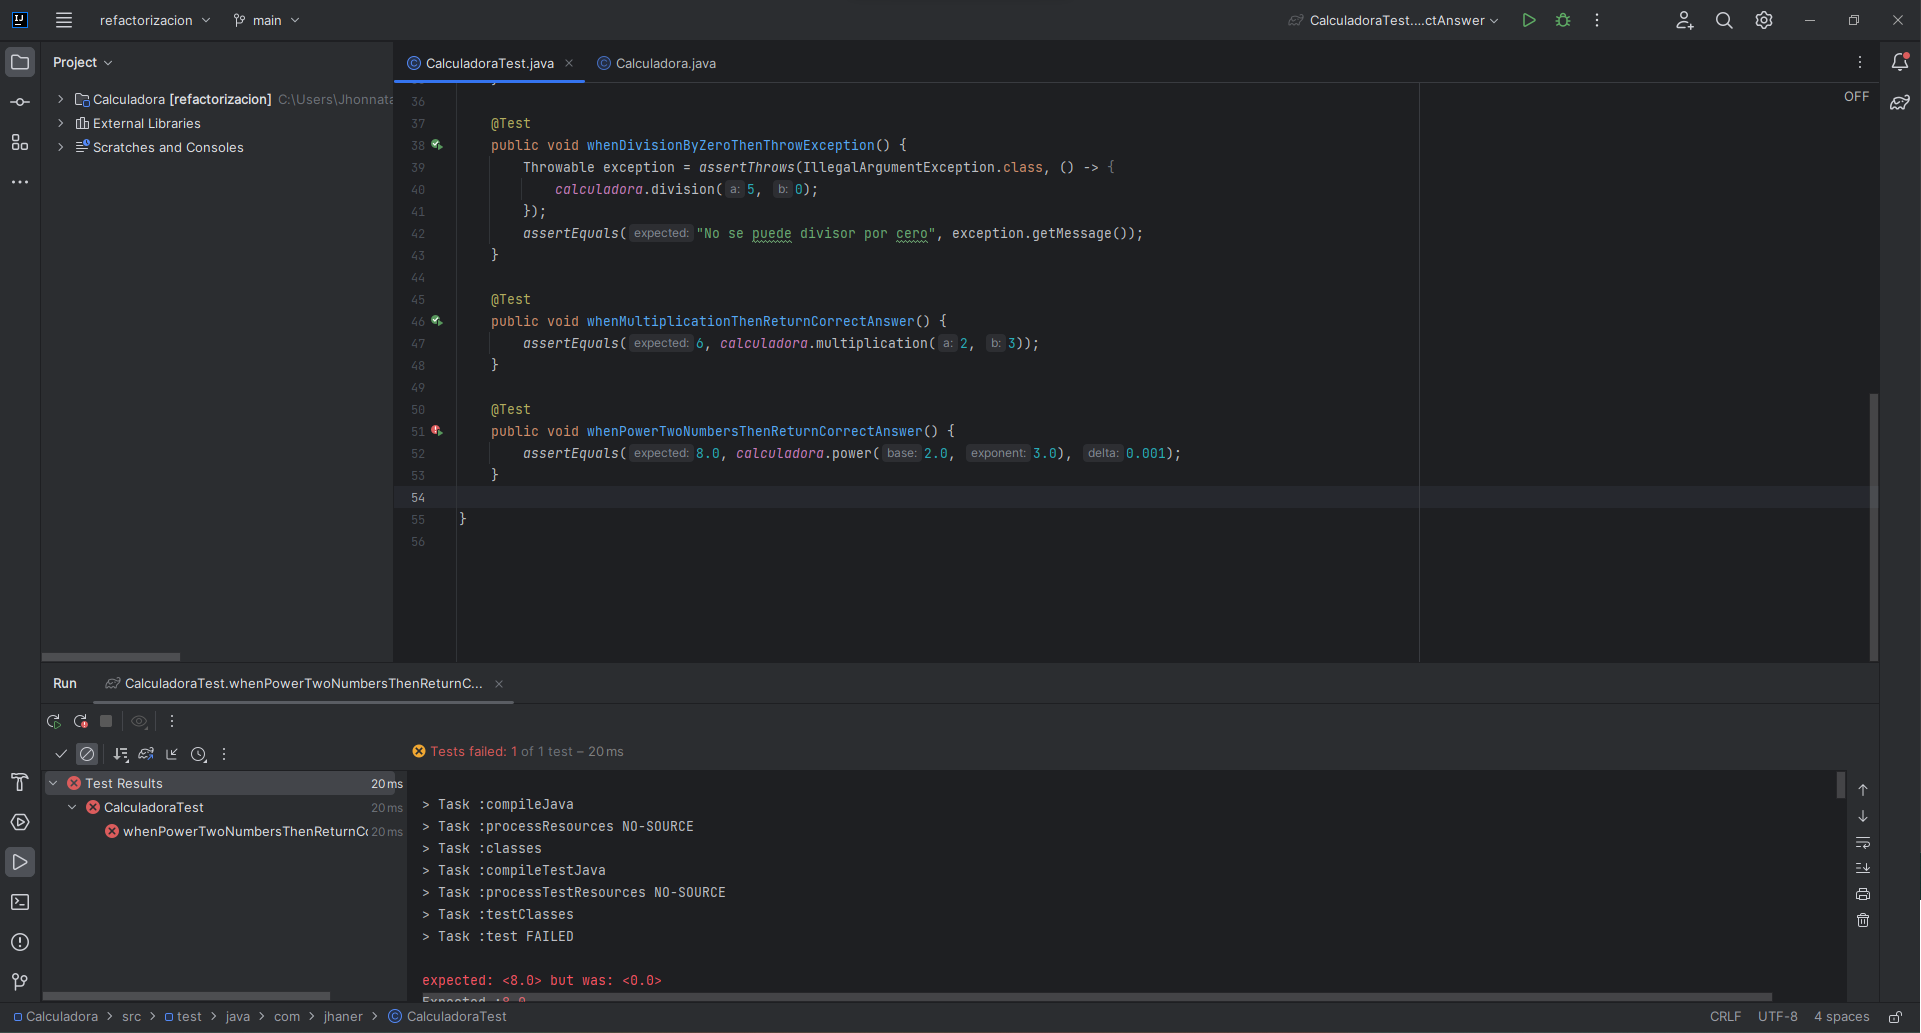 refactorizacion main CalculadoraTest....ctAnswer
Project
CalculadoraTest.java Calculadora.java
Calculadora [refactorizacion] C:\Users\Jhonnata
External Libraries
Scratches and Consoles
OFF
36
37 @Test
38 public void whenDivisionByZeroThenThrowException() {
39 Throwable exception = assertThrows(IllegalArgumentException.class, () -> {
40 calculadora.division( a: 5, b: 0);
41 });
42 assertEquals( expected: "No se puede divisor por cero", exception.getMessage());
43 }
44
45 @Test
46 public void whenMultiplicationThenReturnCorrectAnswer() {
47 assertEquals( expected: 6, calculadora.multiplication( a: 2, b: 3));
48 }
49
50 @Test
51 public void whenPowerTwoNumbersThenReturnCorrectAnswer() {
52 assertEquals( expected: 8.0, calculadora.power( base: 2.0, exponent: 3.0), delta: 0.001);
53 }
54
55 }
56
Run CalculadoraTest.whenPowerTwoNumbersThenReturnC...
Tests failed: 1 of 1 test – 20 ms
Test Results 20 ms
CalculadoraTest 20 ms
whenPowerTwoNumbersThenReturnCo 20 ms
> Task :compileJava
> Task :processResources NO-SOURCE
> Task :classes
> Task :compileTestJava
> Task :processTestResources NO-SOURCE
> Task :testClasses
> Task :test FAILED
expected: <8.0> but was: <0.0>
Expected :8.0
Calculadora > src > test > java > com > jhaner > CalculadoraTest
CRLF UTF-8 4 spaces